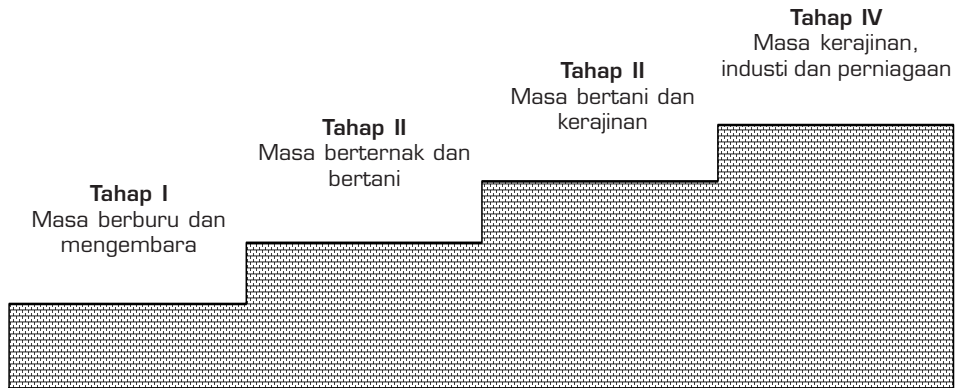 Tahap I
Masa berburu dan
mengembara
Tahap II
Masa berternak dan
bertani
Tahap II
Masa bertani dan
kerajinan
Tahap IV
Masa kerajinan,
industi dan perniagaan